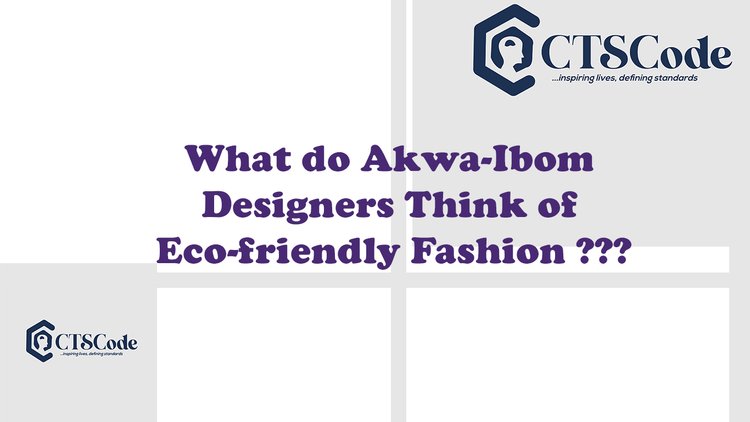 CTSCode
...inspiring lives, defining standards
What do Akwa-Ibom
Designers Think of
Eco-friendly Fashion ???
CTSCode
...inspiring lives, defining standards